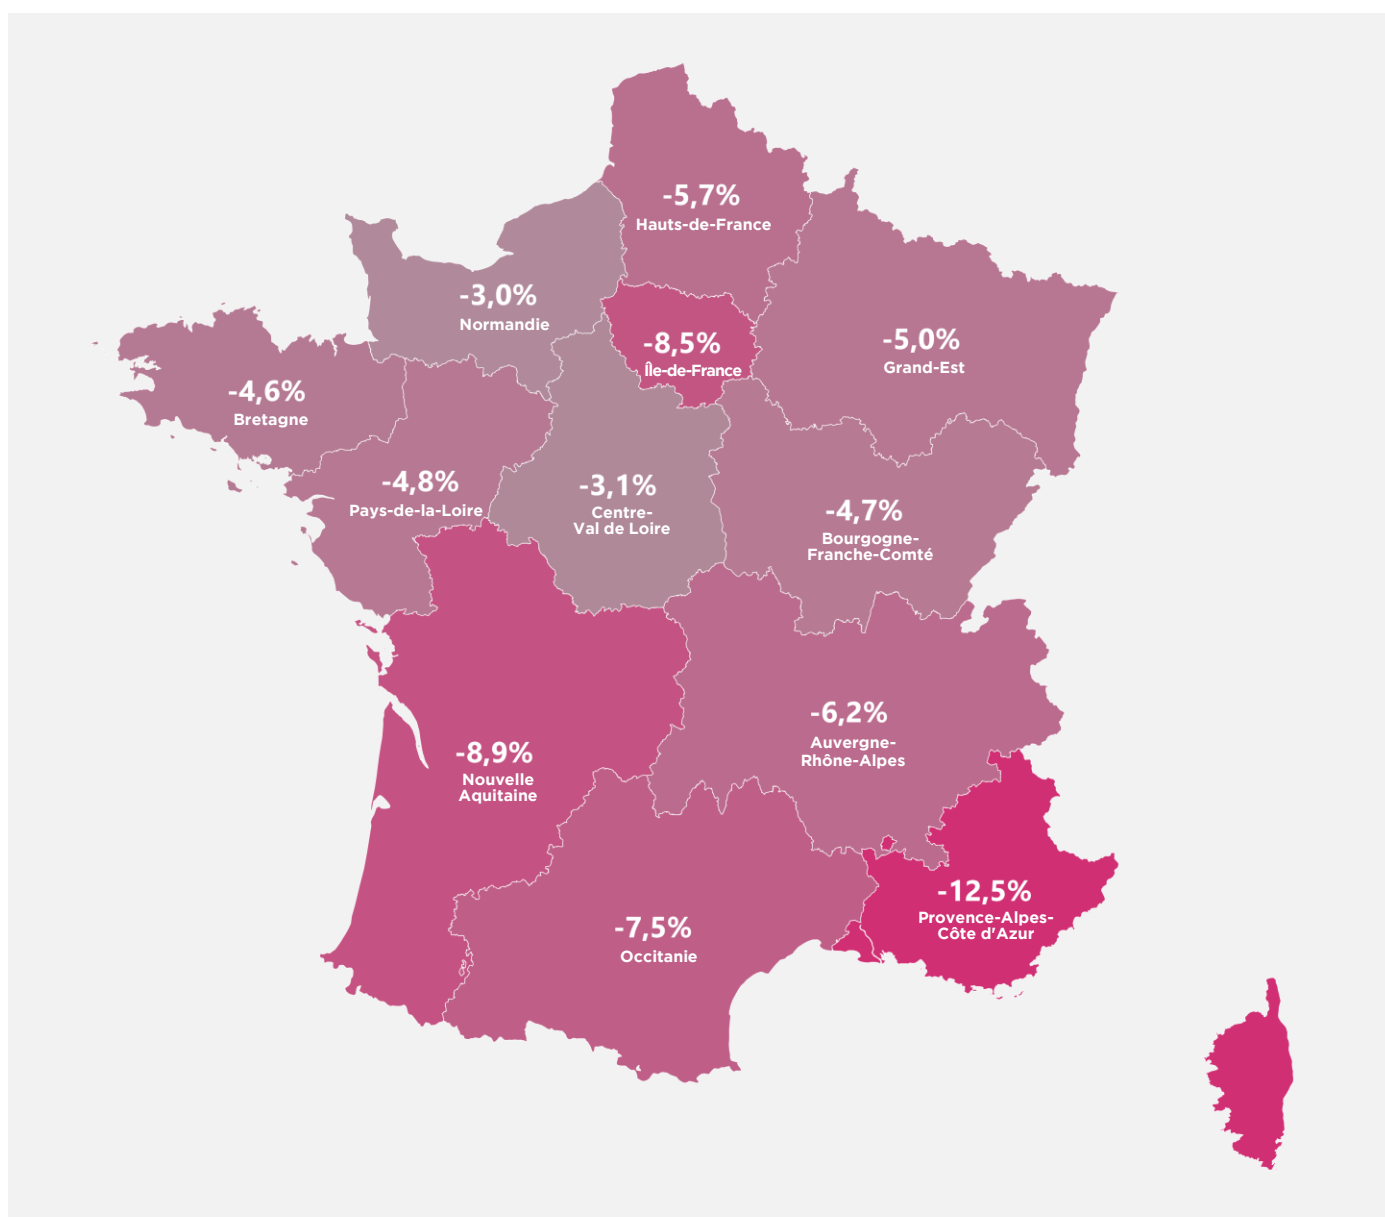 -5,7%
Hauts-de-France
-3,0%
Normandie
-8,5%
Île-de-France
-5,0%
Grand-Est
-4,6%
Bretagne
-4,8%
Pays-de-la-Loire
-3,1%
Centre-
Val de Loire
-4,7%
Bourgogne-
Franche-Comté
-6,2%
Auvergne-
Rhône-Alpes
-8,9%
Nouvelle
Aquitaine
-12,5%
Provence-Alpes-
Côte d'Azur
-7,5%
Occitanie